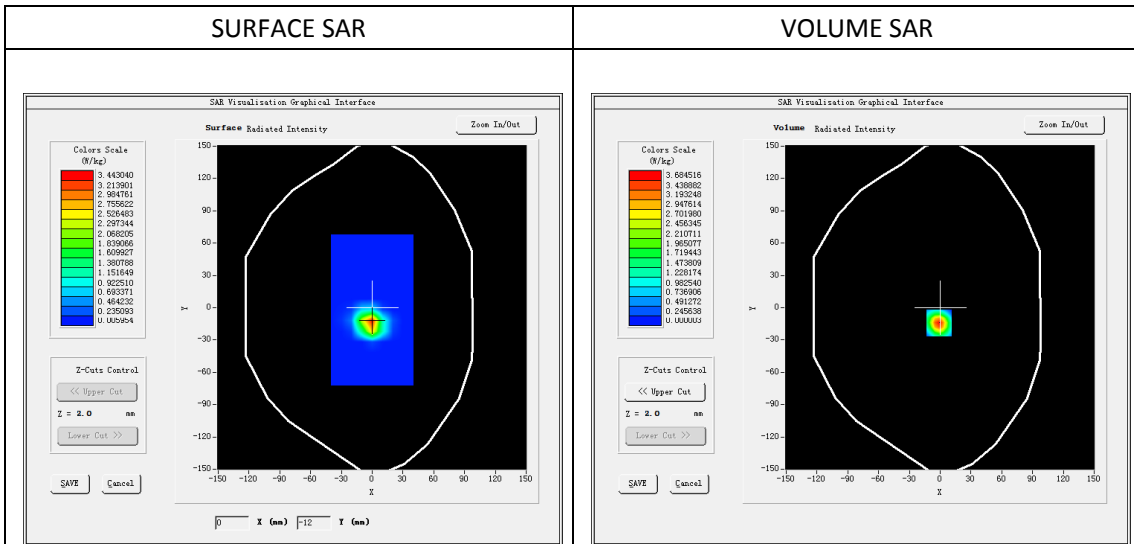 SURFACE SAR
VOLUME SAR
SAR Visualisation Graphical Interface
Surface Radiated Intensity
Zoom In/Out
Colors Scale
(W/kg)
3.443040
3.213901
2.984761
2.755622
2.526483
2.297344
2.068205
1.839066
1.609927
1.380788
1.151649
0.922510
0.693371
0.464232
0.235093
0.005954
Z-Cuts Control
<< Upper Cut
Z = 2.0 mm
Lower Cut >>
SAVE
Cancel
150
120
90
60
30
0
-30
-60
-90
-120
-150
Y
-150 -120 -90 -60 -30 0 30 60 90 120 150
X
0 X (mm) -12 Y (mm)
SAR Visualisation Graphical Interface
Volume Radiated Intensity
Zoom In/Out
Colors Scale
(W/kg)
3.684516
3.438882
3.193248
2.947614
2.701980
2.456345
2.210711
1.965077
1.719443
1.473809
1.228174
0.982540
0.736906
0.491272
0.245638
0.000003
Z-Cuts Control
<< Upper Cut
Z = 2.0 mm
Lower Cut >>
SAVE
Cancel
150
120
90
60
30
0
-30
-60
-90
-120
-150
Y
-150 -120 -90 -60 -30 0 30 60 90 120 150
X